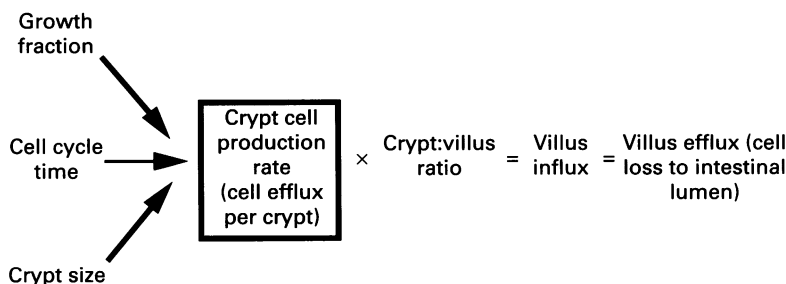 Growth
fraction
Cell cycle
time
Crypt size
Crypt cell
production
rate
(cell efflux
per crypt)
×
Crypt:villus
ratio
=
Villus
influx
=
Villus efflux (cell
loss to intestinal
lumen)